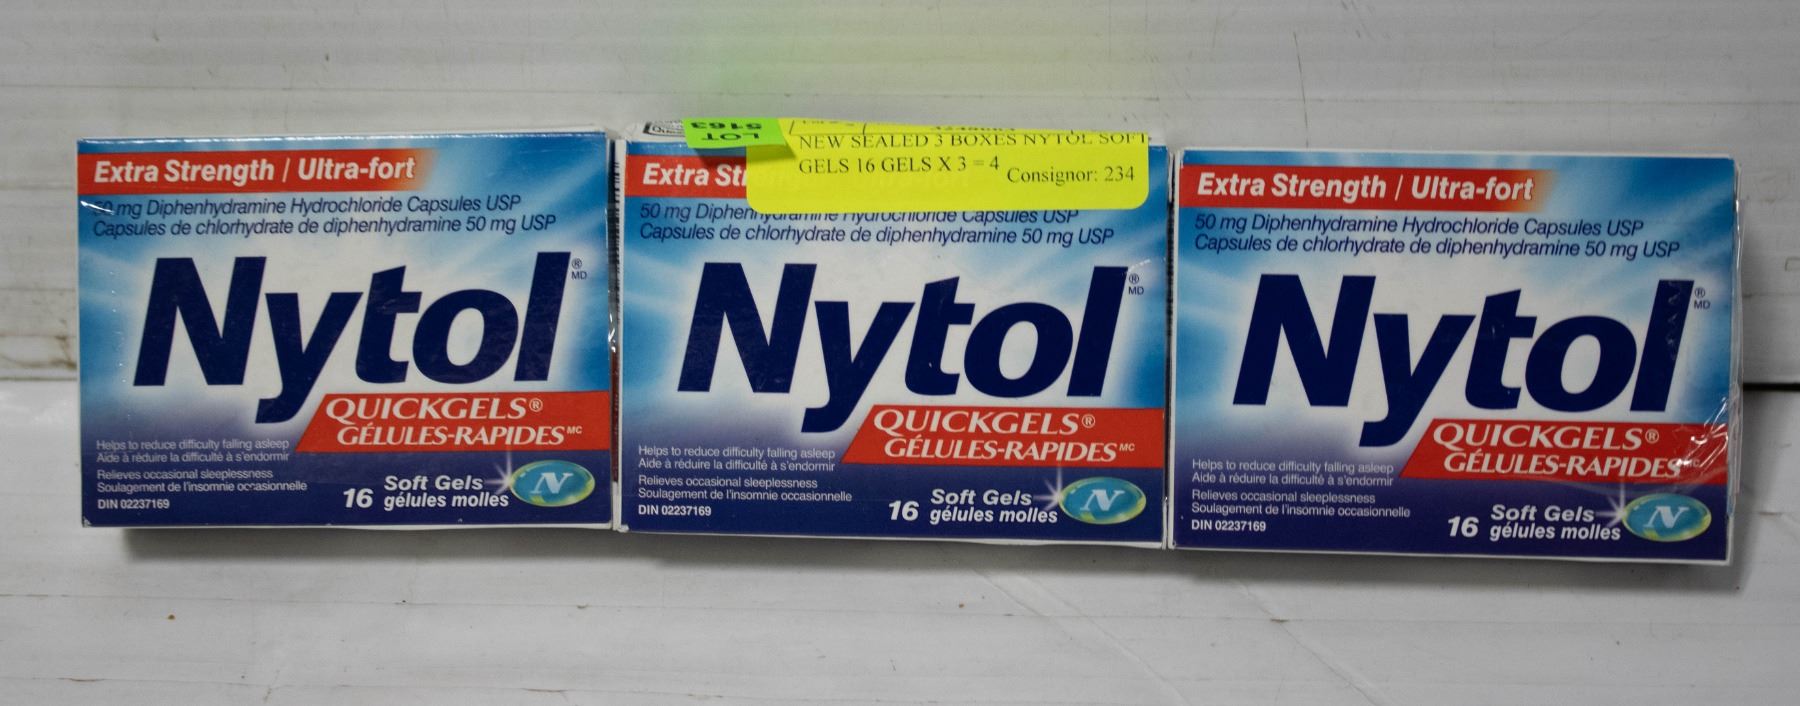 Extra Strength / Ultra-fort
50 mg Diphenhydramine Hydrochloride Capsules USP
Capsules de chlorhydrate de diphenhydramine 50 mg USP
Nytol ® MD
QUICKGELS®
GÉLULES-RAPIDES MC
Helps to reduce difficulty falling asleep
Aide à réduire la difficulté à s'endormir
Relieves occasional sleeplessness
Soulagement de l'insomnie occasionnelle
DIN 02237169
16 Soft Gels
gélules molles
N
LOT
5163
NEW SEALED 3 BOXES NYTOL SOFT
GELS 16 GELS X 3 = 4
Consignor: 234
Extra
50 mg Diphenhydramine Hydrochloride Capsules USP
Capsules de chlorhydrate de diphenhydramine 50 mg USP
Nytol ® MD
QUICKGELS®
GÉLULES-RAPIDES MC
Helps to reduce difficulty falling asleep
Aide à réduire la difficulté à s'endormir
Relieves occasional sleeplessness
Soulagement de l'insomnie occasionnelle
DIN 02237169
16 Soft Gels
gélules molles
N
Extra Strength / Ultra-fort
50 mg Diphenhydramine Hydrochloride Capsules USP
Capsules de chlorhydrate de diphenhydramine 50 mg USP
Nytol ® MD
QUICKGELS®
GÉLULES-RAPIDES MC
Helps to reduce difficulty falling asleep
Aide à réduire la difficulté à s'endormir
Relieves occasional sleeplessness
Soulagement de l'insomnie occasionnelle
DIN 02237169
16 Soft Gels
gélules molles
N